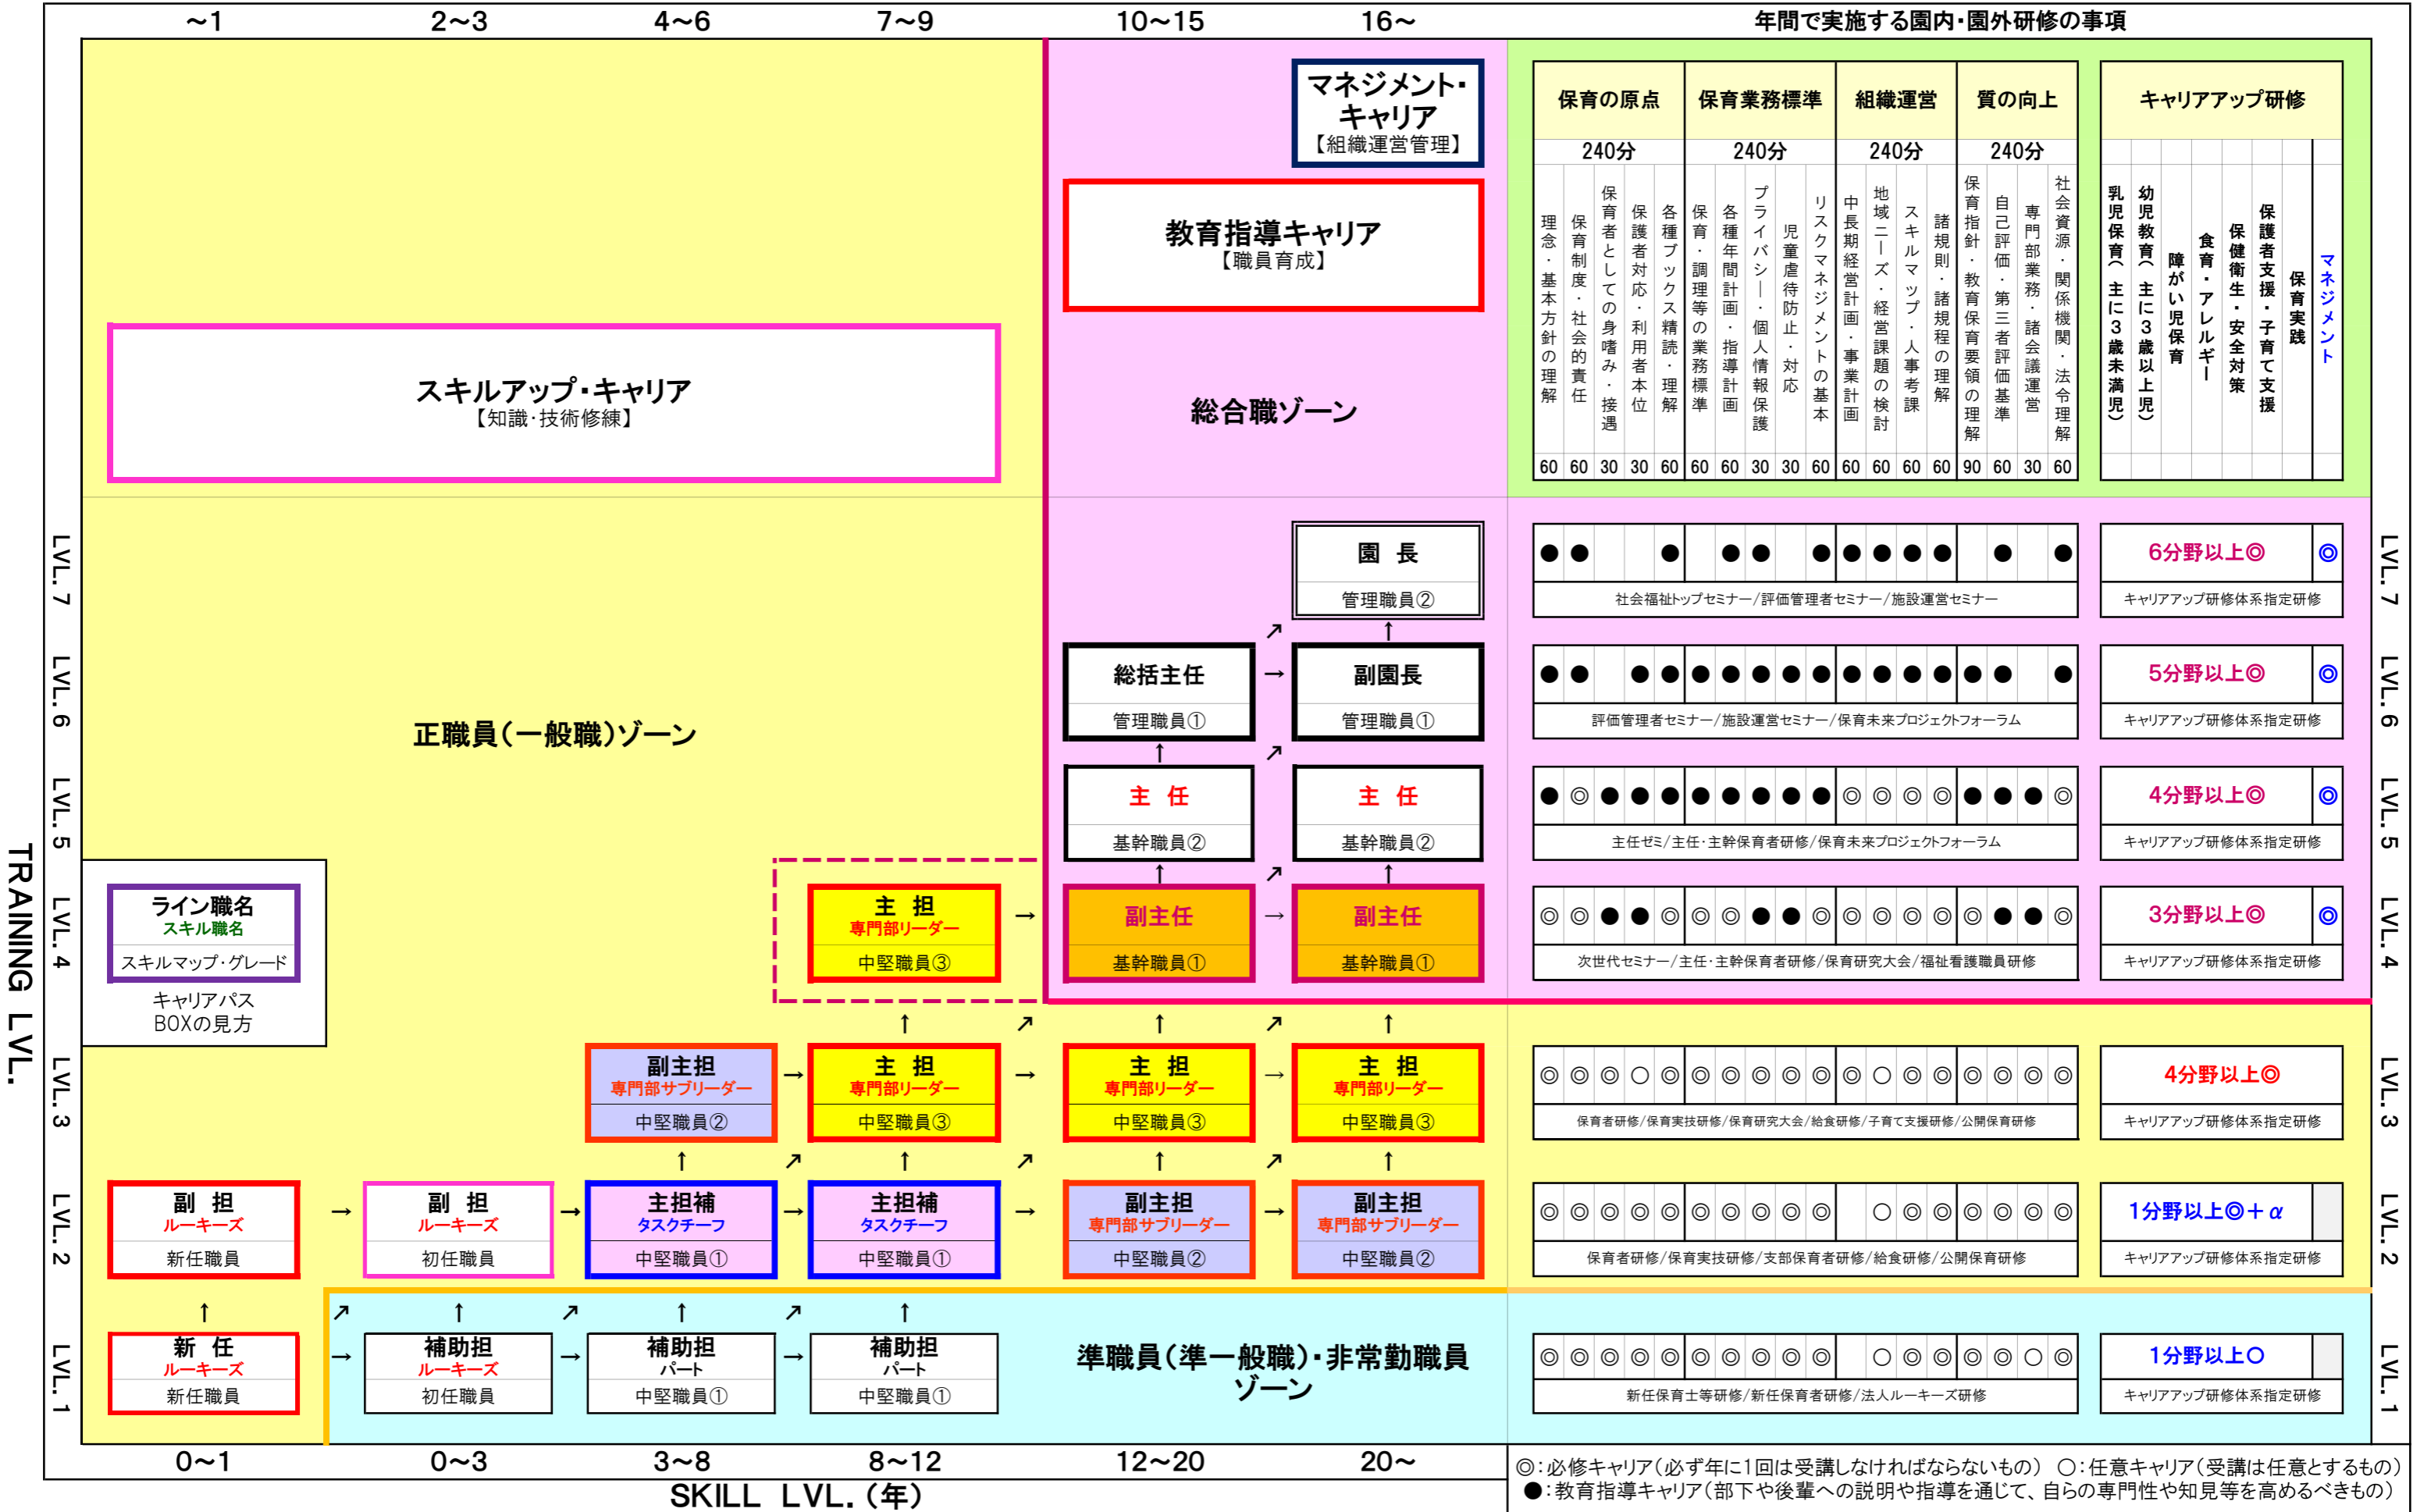 ～1　2～3　4～6　7～9　10～15　16～　年間で実施する園内・園外研修の事項
マネジメント・
キャリア
【組織運営管理】
教育指導キャリア
【職員育成】
スキルアップ・キャリア
【知識・技術修練】
総合職ゾーン
保育の原点　保育業務標準　組織運営　質の向上　キャリアアップ研修
240分　240分　240分　240分
理念・基本方針の理解
保育制度・社会的責任
保育者としての身嗜み・接遇
保護者対応・利用者本位
各種ブックス精読・理解
保育・調理等の業務標準
各種年間計画・指導計画
プライバシー・個人情報保護
児童虐待防止・対応
リスクマネジメントの基本
中長期経営計画・事業計画
地域ニーズ・経営課題の検討
スキルマップ・人事考課
諸規則・諸規程の理解
保育指針・教育保育要領の理解
自己評価・第三者評価基準
専門部業務・諸会議運営
社会資源・関係機関・法令理解
乳児保育（主に３歳未満児）
幼児教育（主に３歳以上児）
障がい児保育
食育・アレルギー
保健衛生・安全対策
保護者支援・子育て支援
保育実践
マネジメント
60 60 30 30 60 60 60 30 30 60 60 60 60 60 90 60 30 60
LVL. 7
園　長
管理職員②
● ● ● ● ● ● ● ● ● ● ● ●
社会福祉トップセミナー/評価管理者セミナー/施設運営セミナー
6分野以上◎　◎
キャリアアップ研修体系指定研修
LVL. 7
↗　↑
LVL. 6
総括主任　→　副園長
管理職員①　管理職員①
● ● ● ● ● ● ● ● ● ● ● ● ● ● ● ●
評価管理者セミナー/施設運営セミナー/保育未来プロジェクトフォーラム
5分野以上◎　◎
キャリアアップ研修体系指定研修
LVL. 6
正職員（一般職）ゾーン
↑　↗
LVL. 5
主　任　主　任
基幹職員②　基幹職員②
● ◎ ● ● ● ● ● ● ● ● ◎ ◎ ◎ ◎ ● ● ● ◎
主任ゼミ/主任・主幹保育者研修/保育未来プロジェクトフォーラム
4分野以上◎　◎
キャリアアップ研修体系指定研修
LVL. 5
↑　↗　↑
TRAINING LVL.
LVL. 4
ライン職名
スキル職名
スキルマップ・グレード
キャリアパス
BOXの見方
主　担　→　副主任　→　副主任
専門部リーダー
中堅職員③　基幹職員①　基幹職員①
◎ ◎ ● ● ◎ ◎ ◎ ● ● ◎ ◎ ◎ ◎ ◎ ◎ ● ● ◎
次世代セミナー/主任・主幹保育者研修/保育研究大会/福祉看護職員研修
3分野以上◎　◎
キャリアアップ研修体系指定研修
LVL. 4
↑　↗　↑　↗　↑
LVL. 3
副主担　→　主　担　→　主　担　→　主　担
専門部サブリーダー　専門部リーダー　専門部リーダー　専門部リーダー
中堅職員②　中堅職員③　中堅職員③　中堅職員③
◎ ◎ ◎ ○ ◎ ◎ ◎ ◎ ◎ ◎ ◎ ○ ◎ ◎ ◎ ◎ ◎ ◎
保育者研修/保育実技研修/保育研究大会/給食研修/子育て支援研修/公開保育研修
4分野以上◎
キャリアアップ研修体系指定研修
LVL. 3
↑　↗　↑　↗　↑　↗　↑
LVL. 2
副　担　→　副　担　→　主担補　→　主担補　→　副主担　→　副主担
ルーキーズ　ルーキーズ　タスクチーフ　タスクチーフ　専門部サブリーダー　専門部サブリーダー
新任職員　初任職員　中堅職員①　中堅職員①　中堅職員②　中堅職員②
◎ ◎ ◎ ◎ ◎ ◎ ◎ ◎ ◎ ◎ ○ ◎ ◎ ◎ ◎ ◎ ◎
保育者研修/保育実技研修/支部保育者研修/給食研修/公開保育研修
1分野以上◎＋α
キャリアアップ研修体系指定研修
LVL. 2
↑　↗　↑　↗　↑　↗　↑
LVL. 1
新　任　→　補助担　→　補助担　→　補助担
ルーキーズ　ルーキーズ　パート　パート
新任職員　初任職員　中堅職員①　中堅職員①
準職員（準一般職）・非常勤職員
ゾーン
◎ ◎ ◎ ◎ ◎ ◎ ◎ ◎ ◎ ◎ ○ ◎ ◎ ◎ ◎ ○ ◎
新任保育士等研修/新任保育者研修/法人ルーキーズ研修
1分野以上○
キャリアアップ研修体系指定研修
LVL. 1
0～1　0～3　3～8　8～12　12～20　20～
SKILL LVL.（年）
◎：必修キャリア（必ず年に1回は受講しなければならないもの）　○：任意キャリア（受講は任意とするもの）
●：教育指導キャリア（部下や後輩への説明や指導を通じて、自らの専門性や知見等を高めるべきもの）